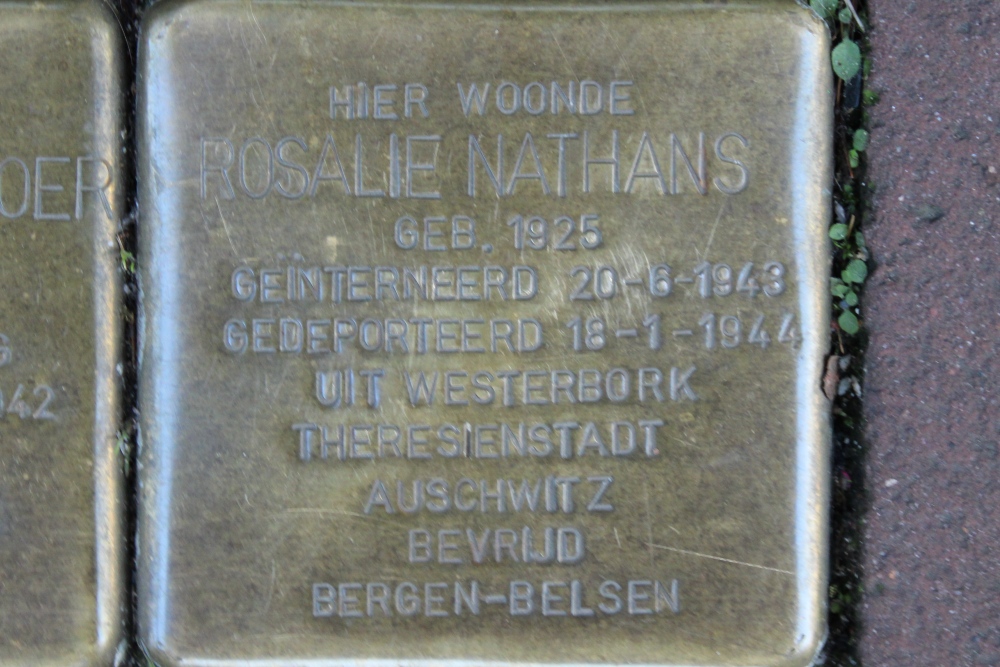 HIER WOONDE
ROSALIE NATHANS
GEB. 1925
GEÏNTERNEERD 20-6-1943
GEDEPORTEERD 18-1-1944
UIT WESTERBORK
THERESIENSTADT
AUSCHWITZ
BEVRIJD
BERGEN-BELSEN